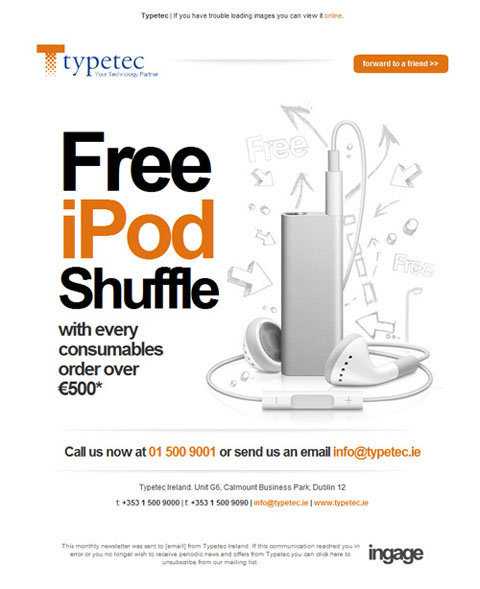 Typetec | If you have trouble loading images you can view it online.
typetec
Your Technology Partner
forward to a friend >>
Free
Free
iPod
Shuffle
Free
with every
consumables
order over
€500*
Call us now at 01 500 9001 or send us an email info@typetec.ie
Typetec Ireland. Unit G6, Calmount Business Park, Dublin 12
t: +353 1 500 9000 | f: +353 1 500 9090 | info@typetec.ie | www.typetec.ie
This monthly newsletter was sent to [email] from Typetec Ireland. If this communication reached you in
error or you no longer wish to receive periodic news and offers from Typetec you can click here to
unsubscribe from our mailing list.
ingage